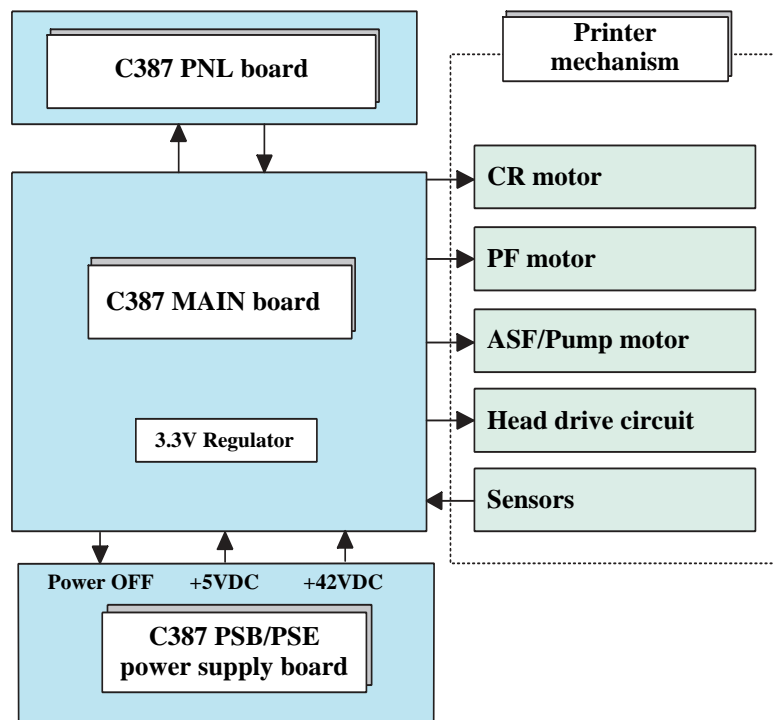 C387 PNL board
Printer
mechanism
CR motor
PF motor
C387 MAIN board
ASF/Pump motor
3.3V Regulator
Head drive circuit
Sensors
Power OFF
+5VDC
+42VDC
C387 PSB/PSE
power supply board